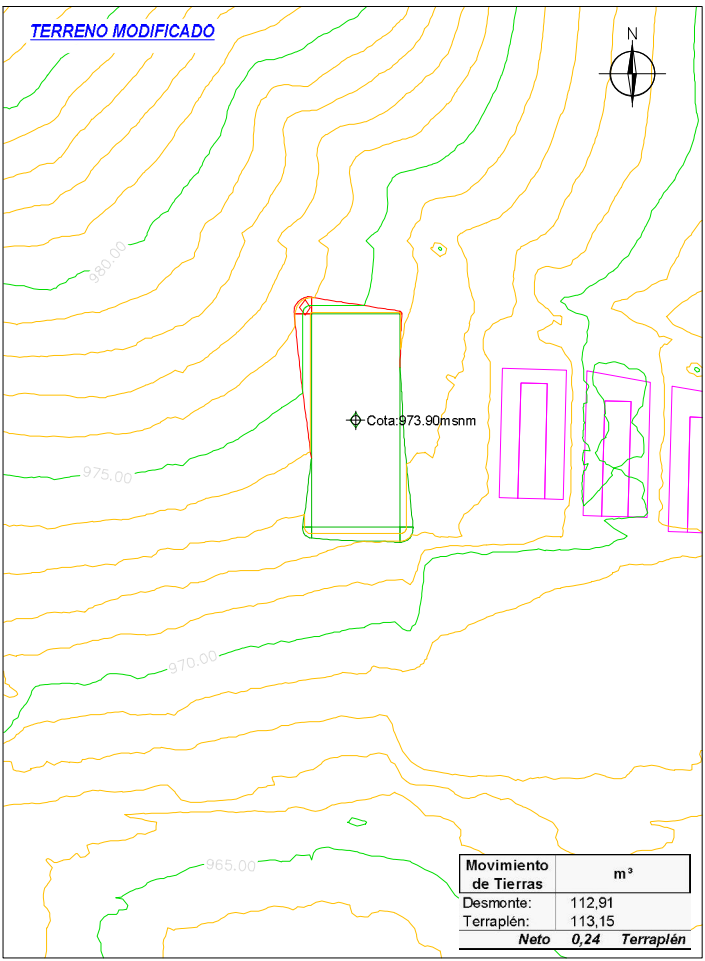 TERRENO MODIFICADO
N
980.00
Cota:973.90msnm
975.00
970.00
965.00
Movimiento de Tierras m³
Desmonte: 112,91
Terraplén: 113,15
Neto 0,24 Terraplén